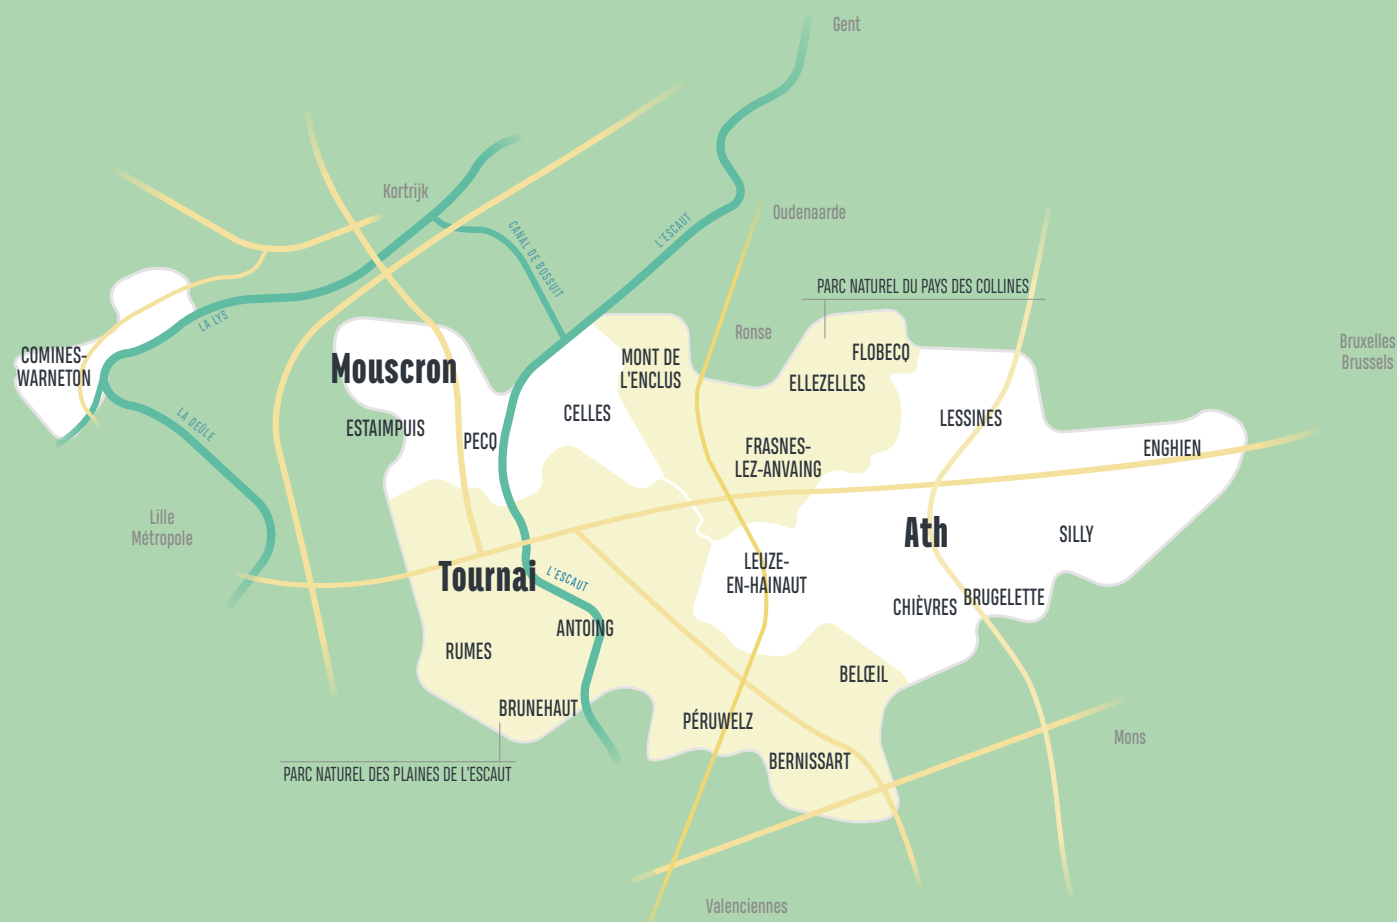 Gent
Kortrijk
CANAL DE BOSSUIT
L'ESCAUT
Oudenaarde
PARC NATUREL DU PAYS DES COLLINES
LA LYS
Ronse
Bruxelles
Brussels
COMINES-
WARNETON
Mouscron
MONT DE
L'ENCLUS
FLOBECQ
ELLEZELLES
ESTAIMPUIS
PECQ
CELLES
LESSINES
LA DEÛLE
FRASNES-
LEZ-ANVAING
ENGHIEN
Lille
Métropole
Ath
SILLY
Tournai
L'ESCAUT
LEUZE-
EN-HAINAUT
CHIÈVRES
BRUGELETTE
ANTOING
RUMES
BELŒIL
BRUNEHAUT
PÉRUWELZ
Mons
BERNISSART
PARC NATUREL DES PLAINES DE L'ESCAUT
Valenciennes